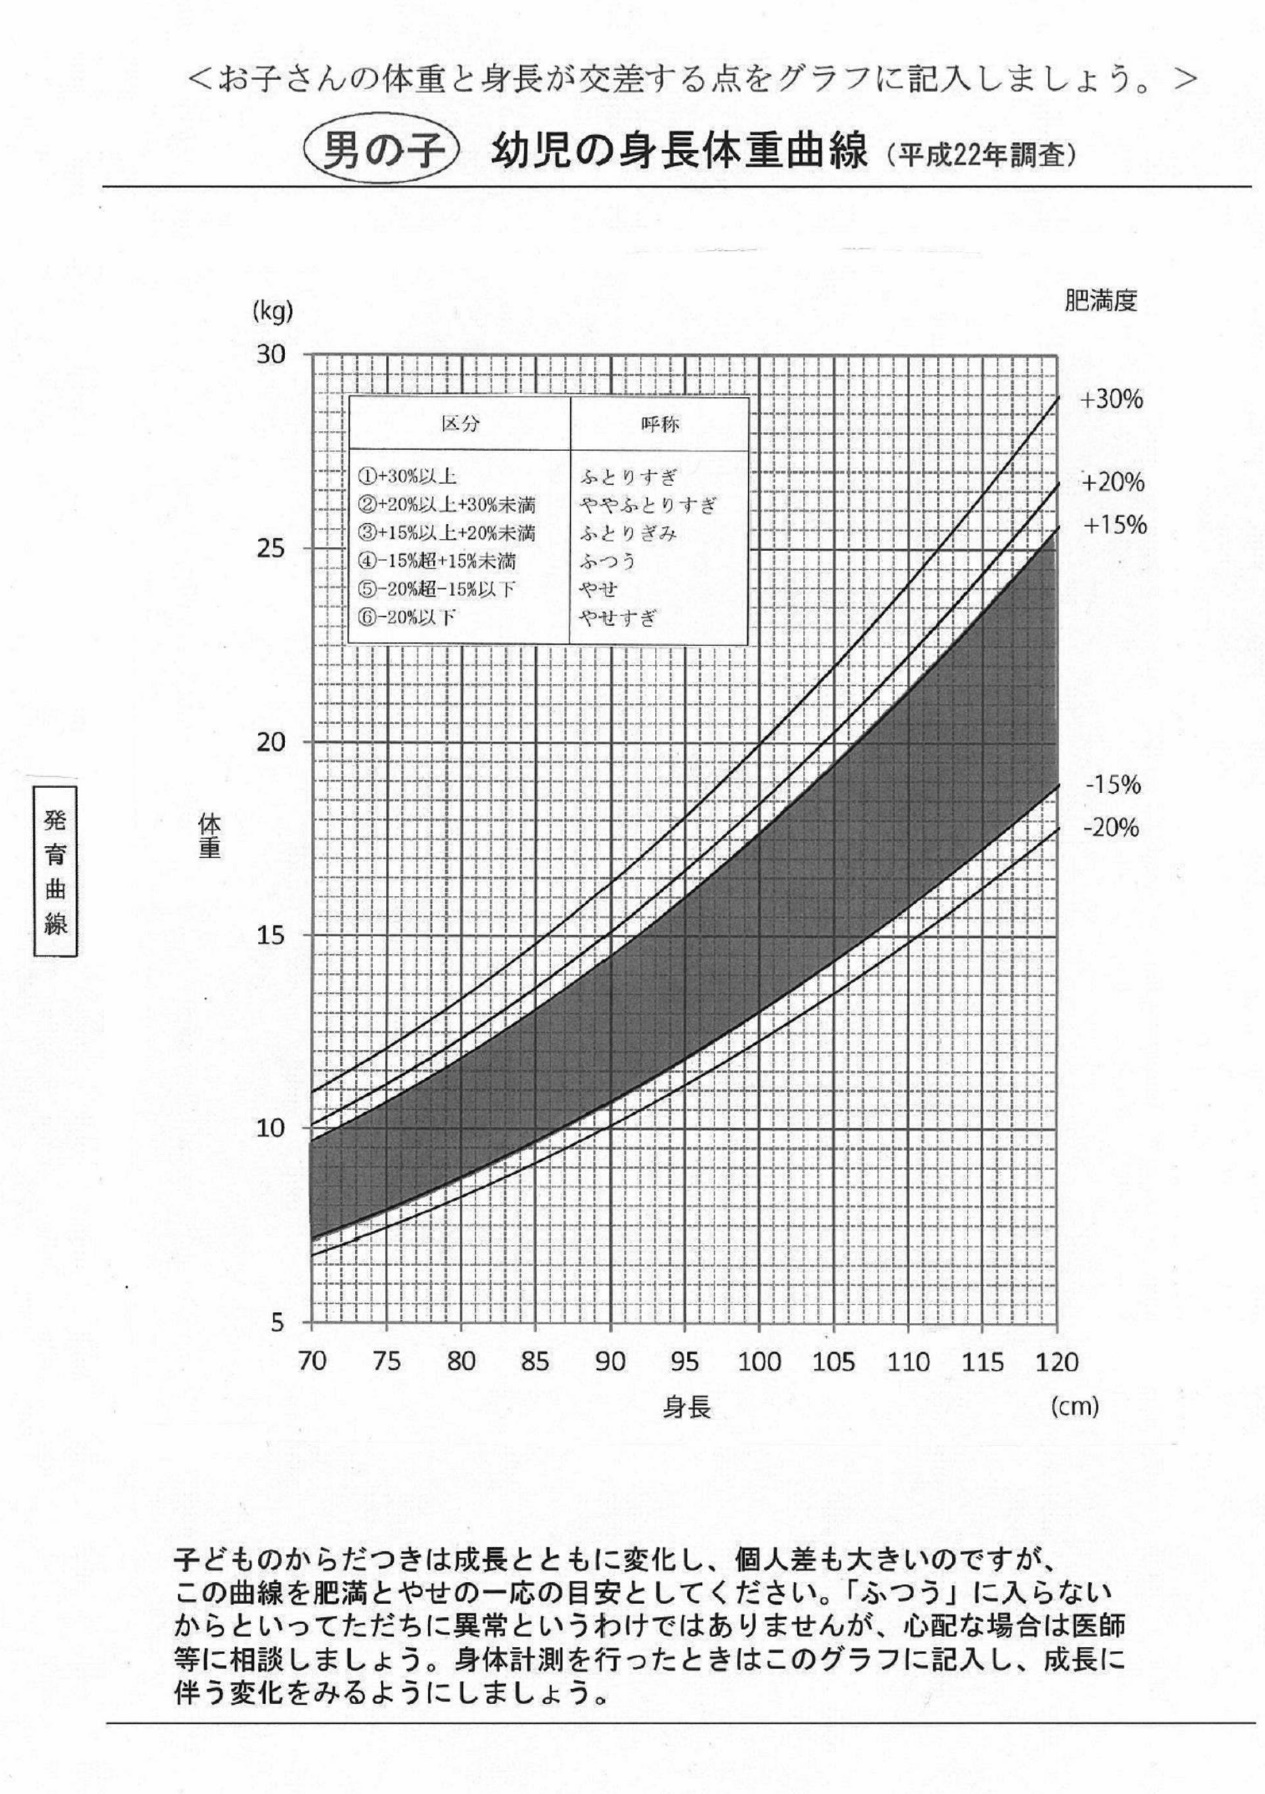 ＜お子さんの体重と身長が交差する点をグラフに記入しましょう。＞
男の子 幼児の身長体重曲線（平成22年調査）
(kg)
肥満度
30
+30%
区分 呼称
①+30%以上 ふとりすぎ
②+20%以上+30%未満 ややふとりすぎ
③+15%以上+20%未満 ふとりぎみ
④-15%超+15%未満 ふつう
⑤-20%超-15%以下 やせ
⑥-20%以下 やせすぎ
+20%
+15%
25
20
-15%
-20%
発育曲線
体重
15
10
5
70 75 80 85 90 95 100 105 110 115 120
身長 (cm)
子どものからだつきは成長とともに変化し、個人差も大きいのですが、
この曲線を肥満とやせの一応の目安としてください。「ふつう」に入らない
からといってただちに異常というわけではありませんが、心配な場合は医師
等に相談しましょう。身体計測を行ったときはこのグラフに記入し、成長に
伴う変化をみるようにしましょう。